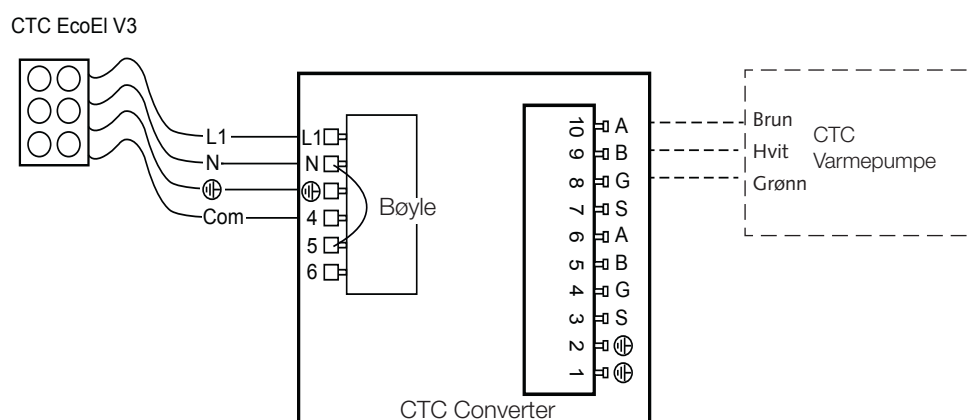 CTC EcoEl V3
L1 L1
N N
Com 4
5
6
Bøyle
10 A
9 B
8 G
7 S
6 A
5 B
4 G
3 S
2
1
Brun
Hvit
Grønn
CTC
Varmepumpe
CTC Converter